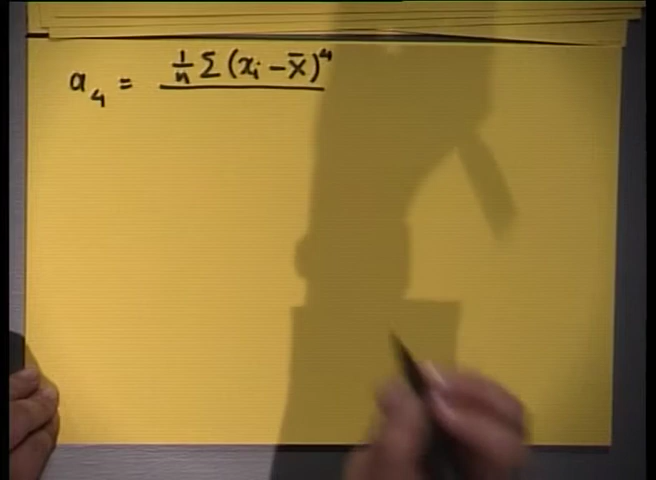 a₄ = 1/n Σ (xᵢ - x̄)⁴